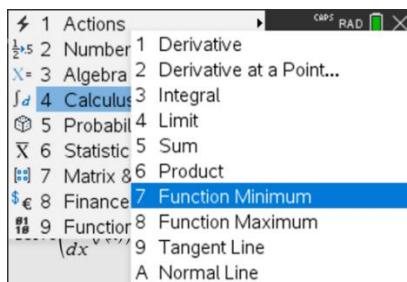 1 Actions
CAPS RAD
2 Number
3 Algebra
4 Calculus
5 Probabil
6 Statistic
7 Matrix &
8 Finance
9 Function
1 Derivative
2 Derivative at a Point...
3 Integral
4 Limit
5 Sum
6 Product
7 Function Minimum
8 Function Maximum
9 Tangent Line
A Normal Line